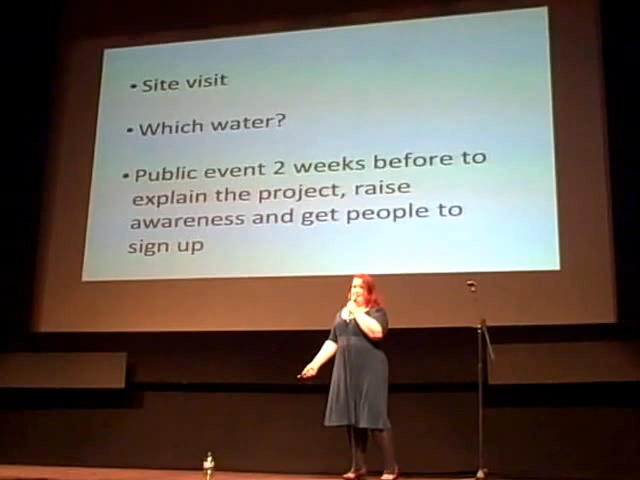 • Site visit
• Which water?
• Public event 2 weeks before to
explain the project, raise
awareness and get people to
sign up